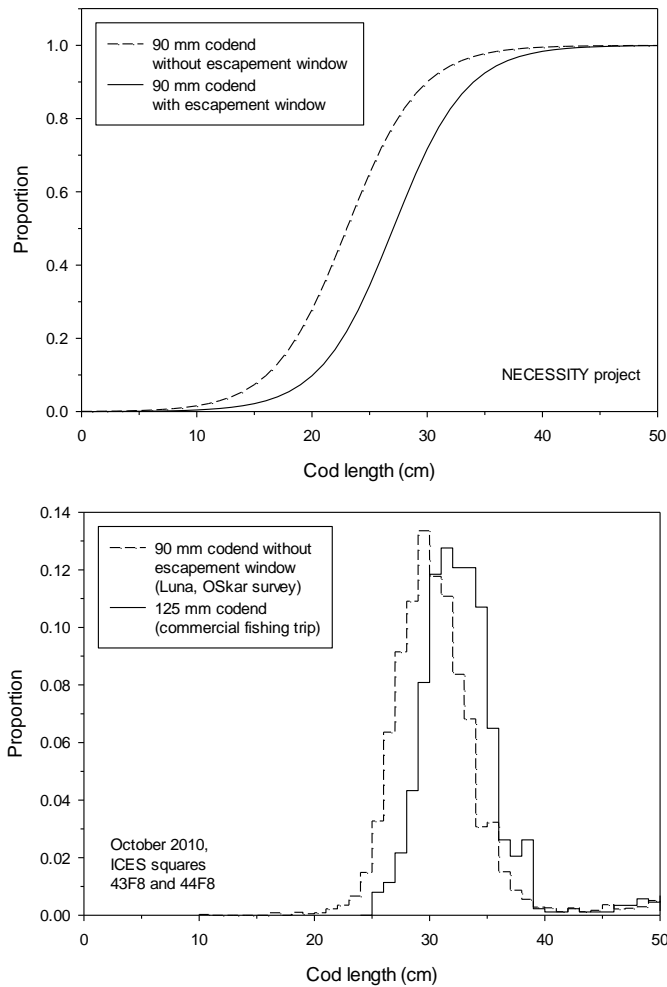 1.0
0.8
0.6
0.4
0.2
0.0
Proportion
90 mm codend
without escapement window
90 mm codend
with escapement window
NECESSITY project
0
10
20
30
40
50
Cod length (cm)
0.14
0.12
0.10
0.08
0.06
0.04
0.02
0.00
Proportion
90 mm codend without
escapement window
(Luna, OSkar survey)
125 mm codend
(commercial fishing trip)
October 2010,
ICES squares
43F8 and 44F8
0
10
20
30
40
50
Cod length (cm)